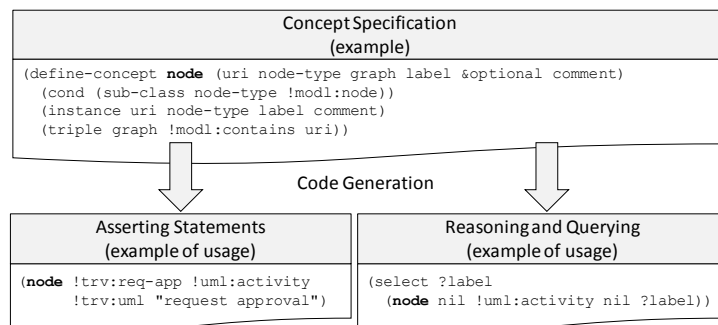 Concept Specification
(example)
(define-concept node (uri node-type graph label &optional comment)
(cond (sub-class node-type !modl:node))
(instance uri node-type label comment)
(triple graph !modl:contains uri))
Code Generation
Asserting Statements
(example of usage)
(node !trv:req-app !uml:activity
!trv:uml "request approval")
Reasoning and Querying
(example of usage)
(select ?label
(node nil !uml:activity nil ?label))